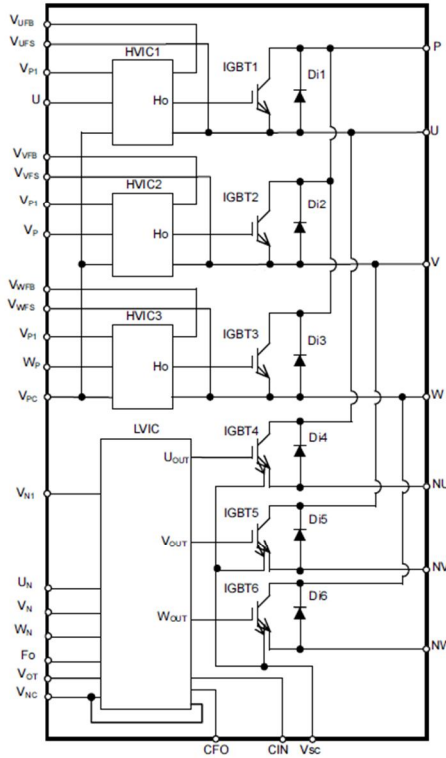 VUFB
VUFS
VP1
U
HVIC1
Ho
IGBT1
Di1
P
U
VVFB
VVFS
VP1
VP
HVIC2
Ho
IGBT2
Di2
V
VWFB
VWFS
VP1
WP
VPC
HVIC3
Ho
IGBT3
Di3
W
LVIC
UOUT
IGBT4
Di4
NU
VN1
VOUT
IGBT5
Di5
NV
UN
VN
WN
Fo
VOT
VNC
WOUT
IGBT6
Di6
NW
CFO
CIN
Vsc